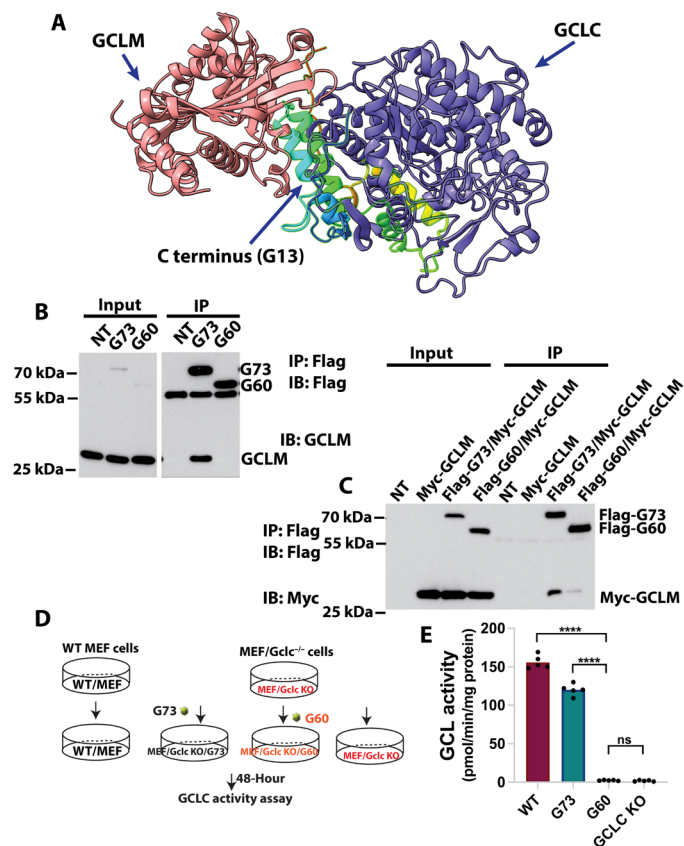 A
GCLM
GCLC
C terminus (G13)
B
Input
IP
NT
G73
G60
NT
G73
G60
70 kDa
55 kDa
25 kDa
G73
G60
GCLM
IP: Flag
IB: Flag
IB: GCLM
C
Input
IP
NT
Myc-GCLM
Flag-G73/Myc-GCLM
Flag-G60/Myc-GCLM
NT
Myc-GCLM
Flag-G73/Myc-GCLM
Flag-G60/Myc-GCLM
IP: Flag
IB: Flag
IB: Myc
70 kDa
55 kDa
25 kDa
Flag-G73
Flag-G60
Myc-GCLM
D
WT MEF cells
WT/MEF
WT/MEF
MEF/Gclc⁻/⁻ cells
MEF/Gclc KO
G73
G60
MEF/Gclc KO/G73
MEF/Gclc KO/G60
MEF/Gclc KO
48-Hour
GCLC activity assay
E
GCL activity
(pmol/min/mg protein)
200
150
100
50
0
****
****
ns
WT
G73
G60
GCLC KO